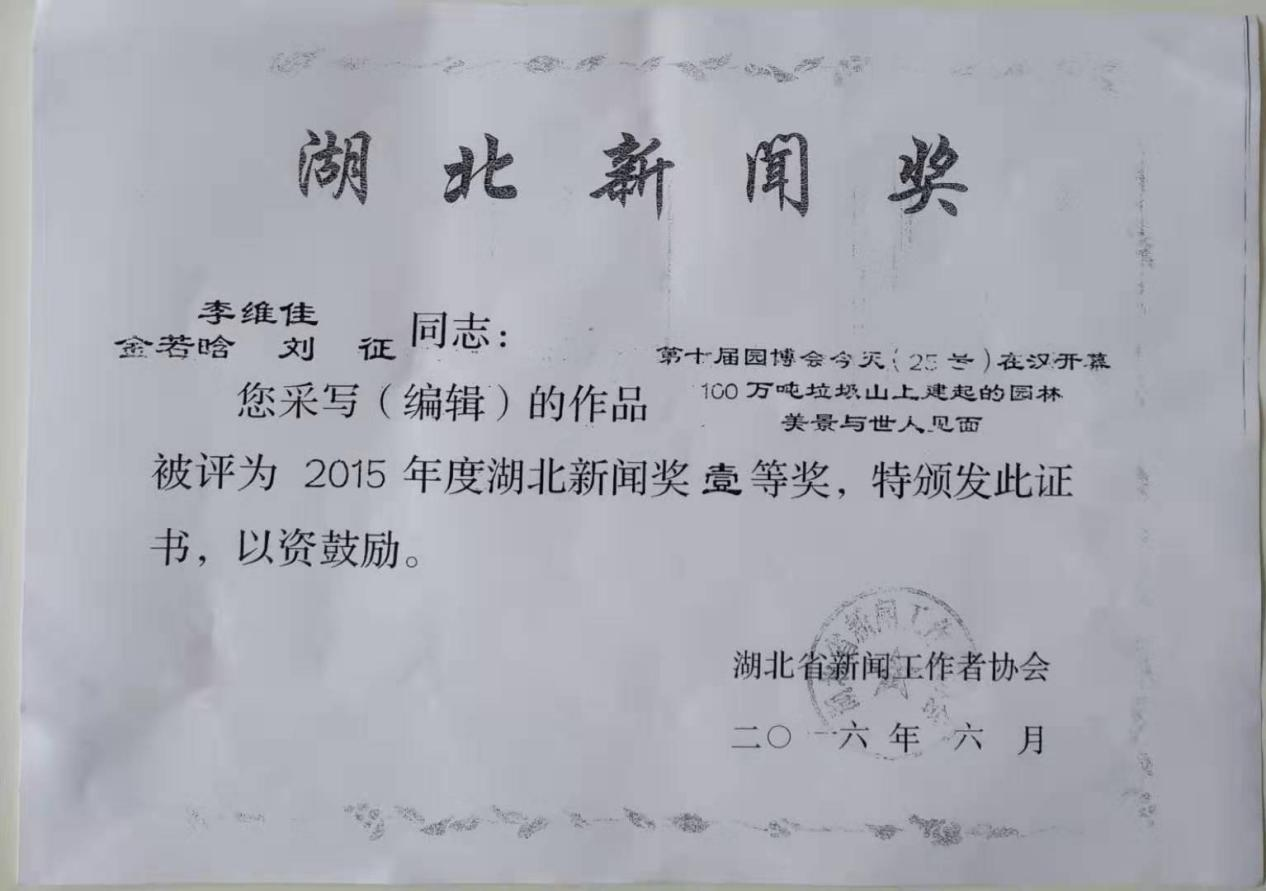 湖北新闻奖
李维佳
金若晗 刘 征 同志：
第十届园博会今天（25号）在汉开幕
您采写（编辑）的作品 100万吨垃圾山上建起的园林
美景与世人见面
被评为 2015 年度湖北新闻奖壹等奖，特颁发此证
书，以资鼓励。
湖北省新闻工作者协会
二〇一六年 六 月